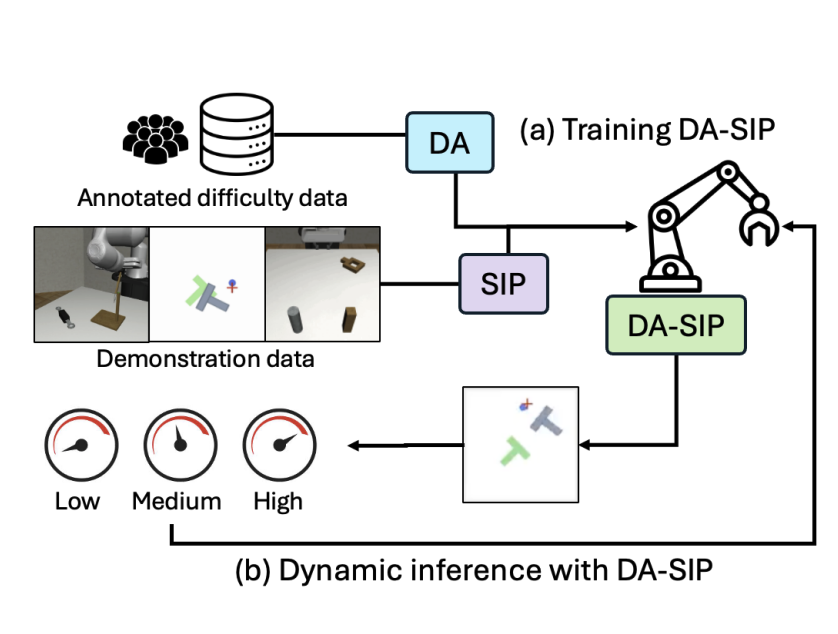 DA
(a) Training DA-SIP
Annotated difficulty data
SIP
DA-SIP
Demonstration data
Low
Medium
High
(b) Dynamic inference with DA-SIP